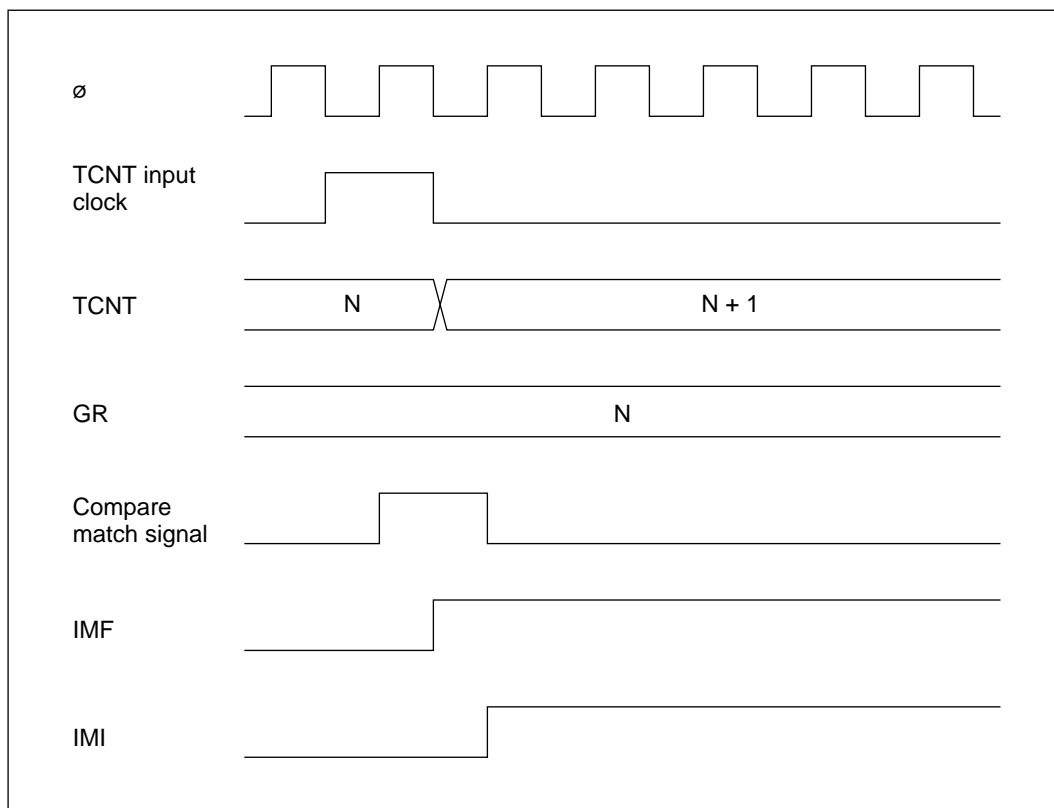 ø
TCNT input
clock
TCNT
N
N + 1
GR
N
Compare
match signal
IMF
IMI